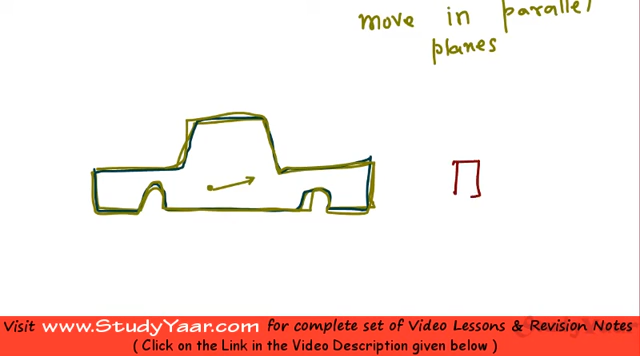 move in parallel
planes
Visit www.StudyYaar.com for complete set of Video Lessons & Revision Notes
( Click on the Link in the Video Description given below )